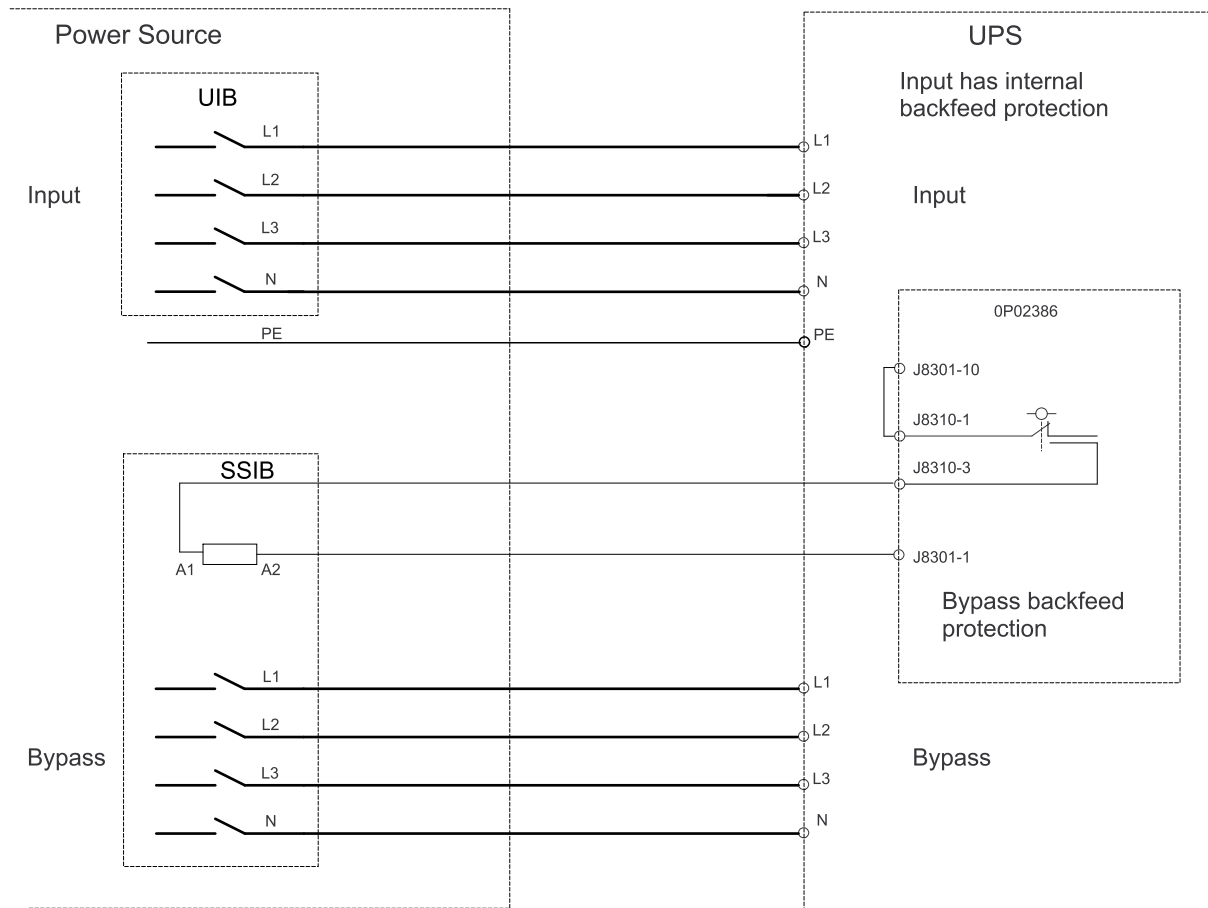 Power Source
UPS
UIB
Input has internal
backfeed protection
L1
L1
L2
L2
Input
Input
L3
L3
N
N
PE
PE
0P02386
J8301-10
J8310-1
SSIB
J8310-3
A1
A2
J8301-1
Bypass backfeed
protection
L1
L1
L2
L2
Bypass
Bypass
L3
L3
N
N